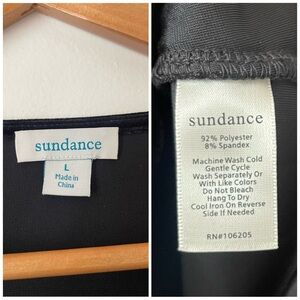 sundance
L
Made in
China
sundance
92% Polyester
8% Spandex
Machine Wash Cold
Gentle Cycle
Wash Separately Or
With Like Colors
Do Not Bleach
Hang To Dry
Cool Iron On Reverse
Side If Needed
RN#106205